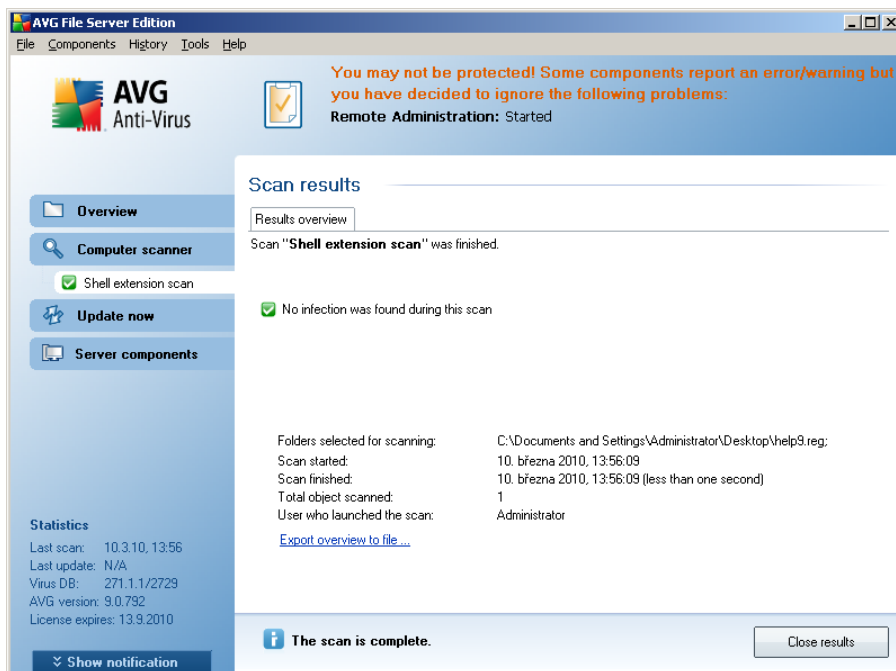 AVG File Server Edition
File Components History Tools Help
AVG
Anti-Virus
You may not be protected! Some components report an error/warning but
you have decided to ignore the following problems:
Remote Administration: Started
Overview
Computer scanner
Shell extension scan
Update now
Server components
Scan results
Results overview
Scan "Shell extension scan" was finished.
No infection was found during this scan
Folders selected for scanning: C:\Documents and Settings\Administrator\Desktop\help9.reg;
Scan started: 10. března 2010, 13:56:09
Scan finished: 10. března 2010, 13:56:09 (less than one second)
Total object scanned: 1
User who launched the scan: Administrator
Export overview to file ...
Statistics
Last scan: 10.3.10, 13:56
Last update: N/A
Virus DB: 271.1.1/2729
AVG version: 9.0.792
License expires: 13.9.2010
Show notification
The scan is complete.
Close results